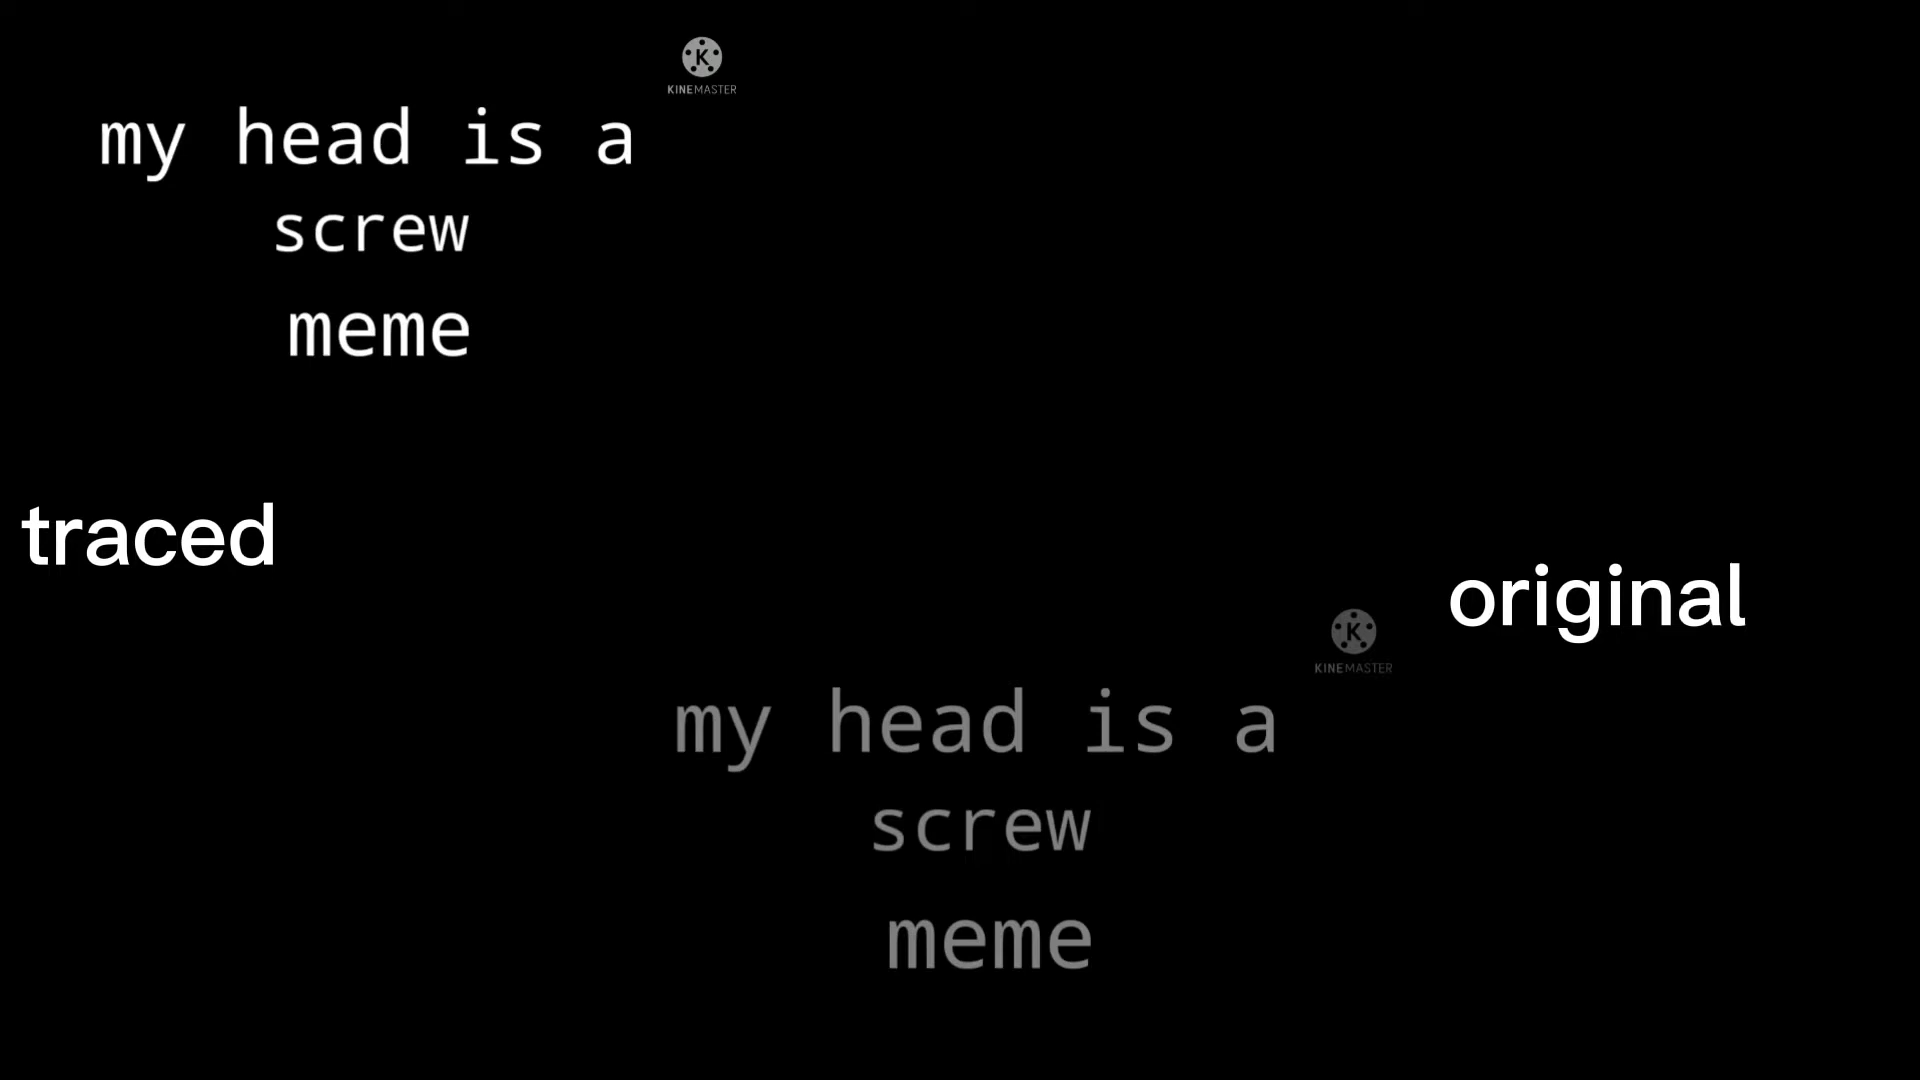 KINEMASTER
my head is a
screw
meme
traced
original
KINEMASTER
my head is a
screw
meme